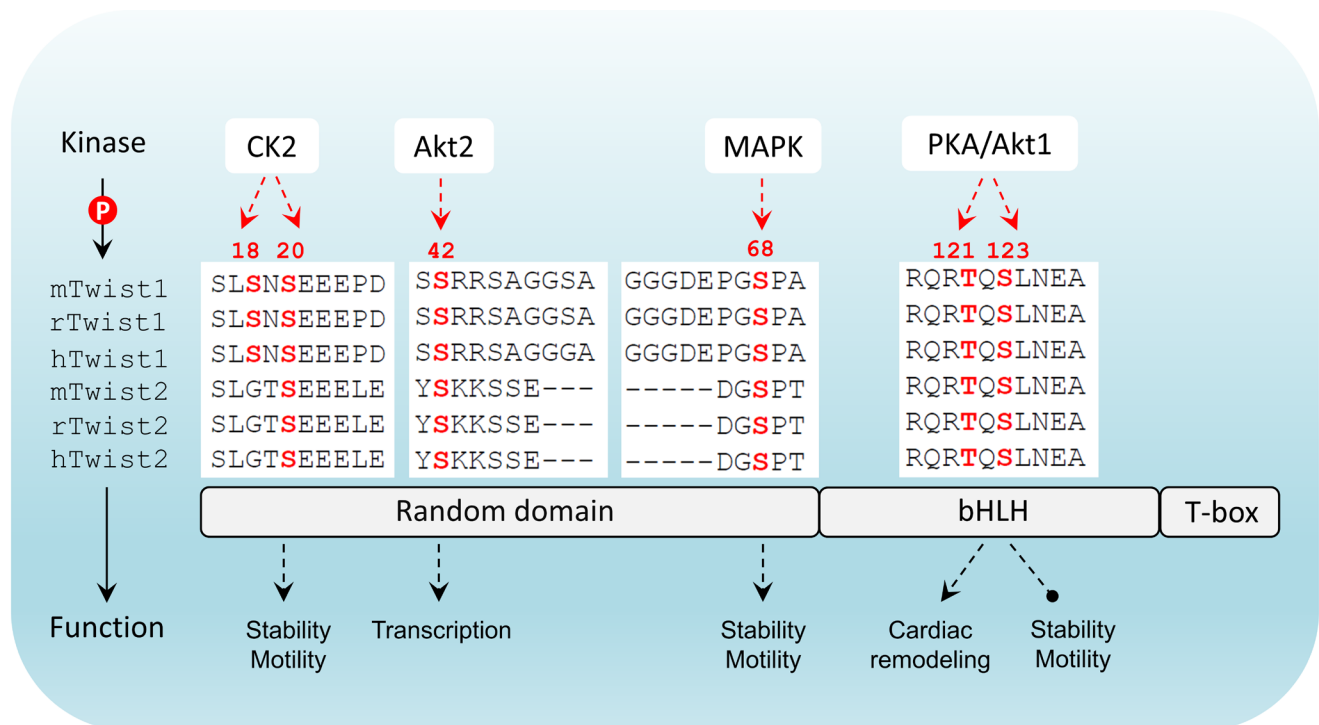 Kinase
CK2
Akt2
MAPK
PKA/Akt1
P
18 20
42
68
121 123
mTwist1 SLSNSEEEPD SSRRSAGGSA GGGDEPGSPA RQRTQSLNEA
rTwist1 SLSNSEEEPD SSRRSAGGSA GGGDEPGSPA RQRTQSLNEA
hTwist1 SLSNSEEEPD SSRRSAGGGA GGGDEPGSPA RQRTQSLNEA
mTwist2 SLGTSEEELE YSKKSSE--- -----DGSPT RQRTQSLNEA
rTwist2 SLGTSEEELE YSKKSSE--- -----DGSPT RQRTQSLNEA
hTwist2 SLGTSEEELE YSKKSSE--- -----DGSPT RQRTQSLNEA
Random domain
bHLH
T-box
Function
Stability
Motility
Transcription
Stability
Motility
Cardiac
remodeling
Stability
Motility